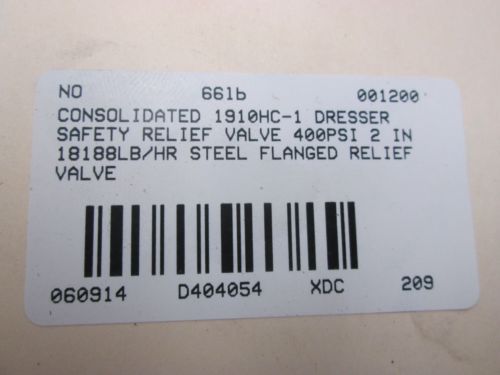 NO 661b 001200
CONSOLIDATED 1910HC-1 DRESSER
SAFETY RELIEF VALVE 400PSI 2 IN
18188LB/HR STEEL FLANGED RELIEF
VALVE
060914 D404054 XDC 209